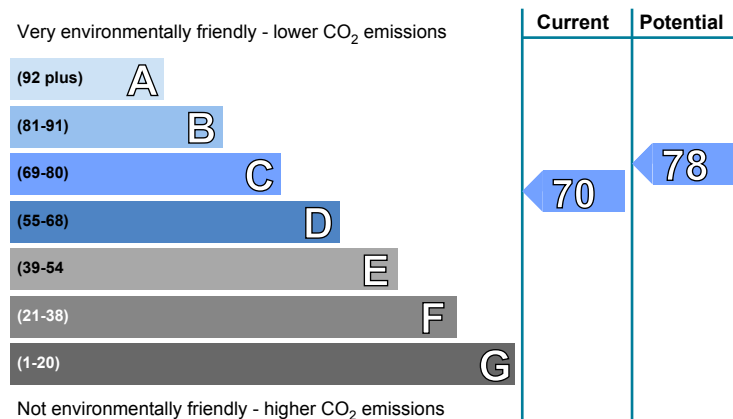 Very environmentally friendly - lower CO2 emissions
Current
Potential
(92 plus) A
(81-91) B
(69-80) C
(55-68) D
(39-54 E
(21-38) F
(1-20) G
70
78
Not environmentally friendly - higher CO2 emissions